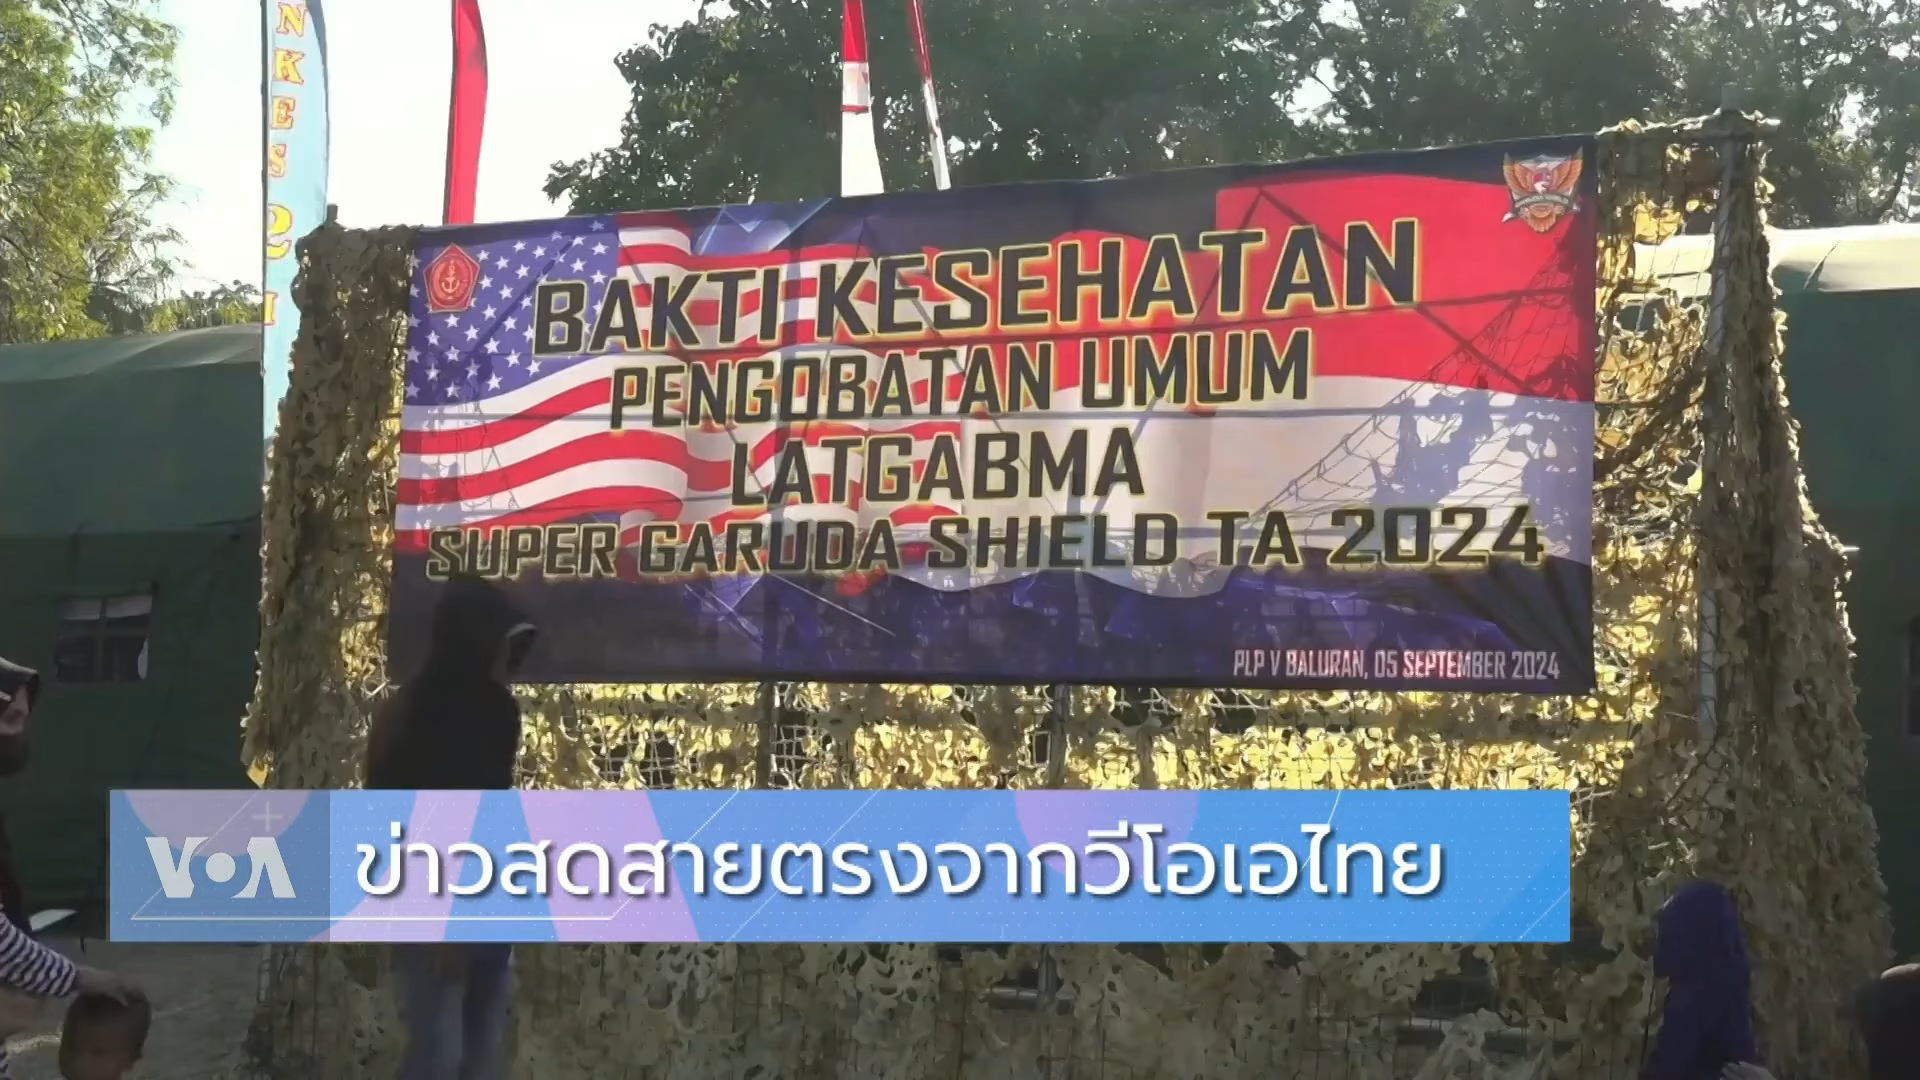 NKES 2
BAKTI KESEHATAN
PENGOBATAN UMUM
LATGABMA
SUPER GARUDA SHIELD TA 2024
PLP V BALURAN, 05 SEPTEMBER 2024
VOA ข่าวสดสายตรงจากวีโอเอไทย